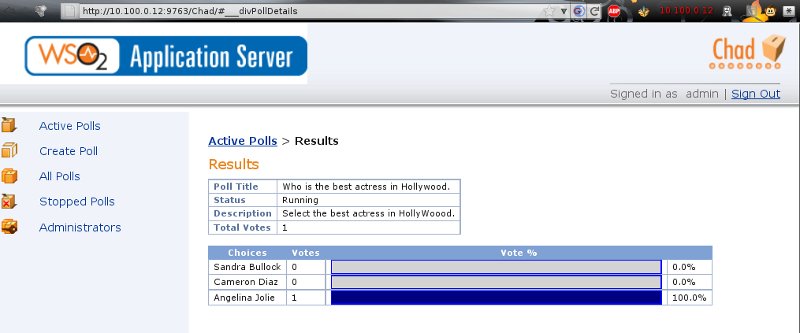 http://10.100.0.12:9763/Chad/#___divPollDetails
ABP
10.100.0.12
WSO2 Application Server
Chad
Signed in as admin | Sign Out
Active Polls
Create Poll
All Polls
Stopped Polls
Administrators
Active Polls > Results
Results
Poll Title Who is the best actress in Hollywoood.
Status Running
Description Select the best actress in HollyWoood.
Total Votes 1
Choices Votes Vote %
Sandra Bullock 0 0.0%
Cameron Diaz 0 0.0%
Angelina Jolie 1 100.0%